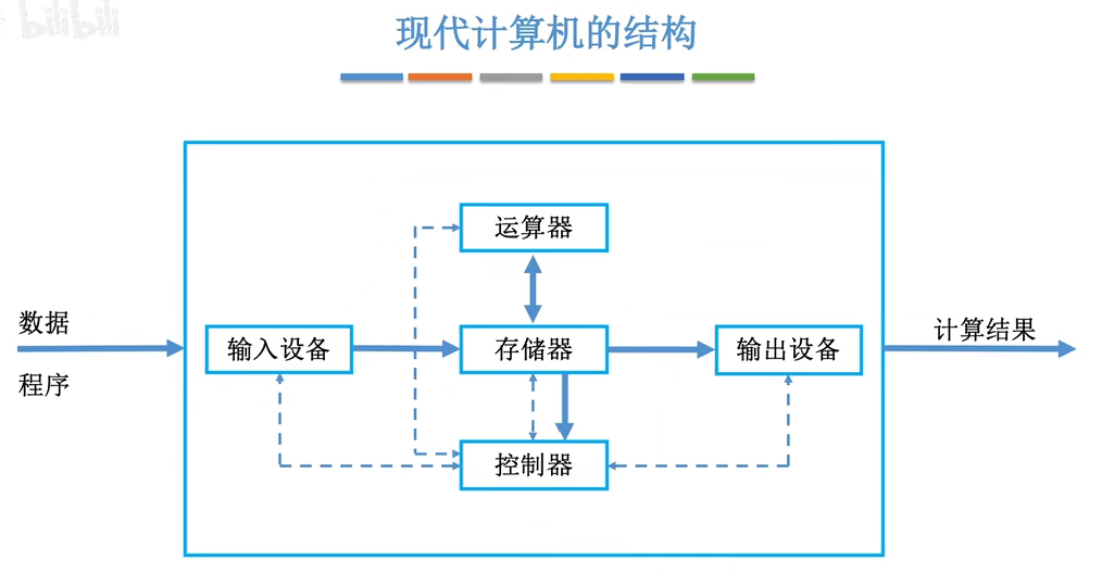 bilibili
现代计算机的结构
运算器
数据
输入设备
存储器
输出设备
计算结果
程序
控制器